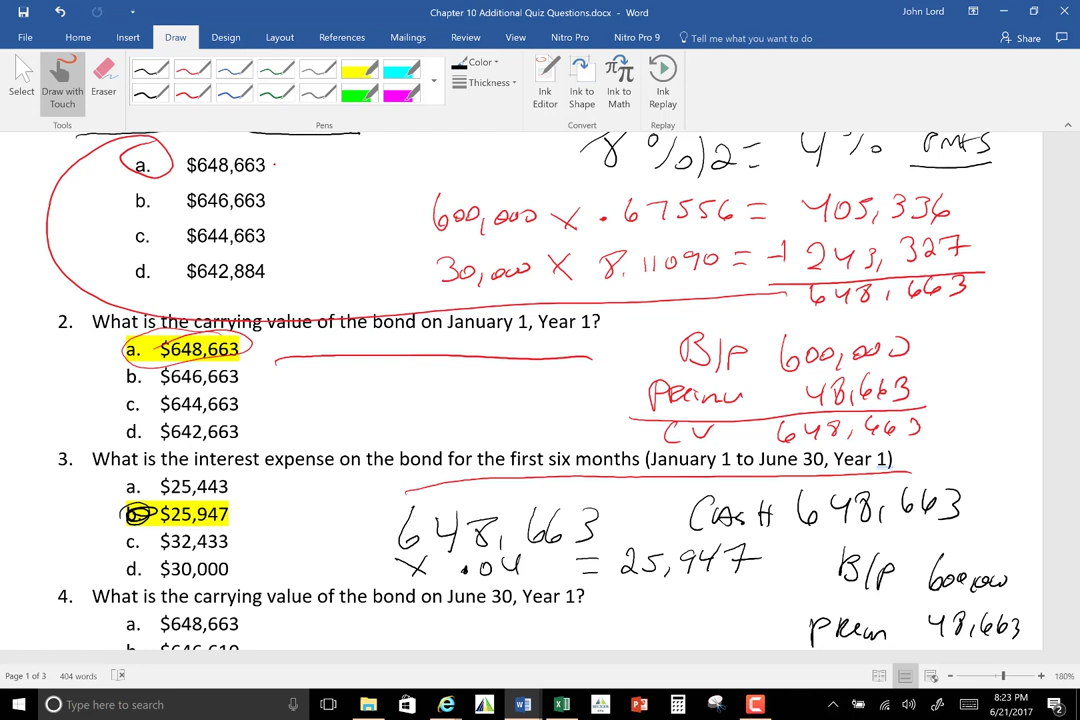 Chapter 10 Additional Quiz Questions.docx - Word
John Lord
File Home Insert Draw Design Layout References Mailings Review View Nitro Pro Nitro Pro 9 Tell me what you want to do
Share
Select
Draw with Touch
Eraser
Color
Thickness
Ink Editor
Ink to Shape
Ink to Math
Ink Replay
Tools
Pens
Convert
Replay
8%/2= 4%
a. $648,663
b. $646,663
600,000 X .67556 = 405,336
c. $644,663
30,000 X 8.11090 = + 243,327
d. $642,884
648,663
2. What is the carrying value of the bond on January 1, Year 1?
a. $648,663
B/P 600,000
b. $646,663
Premium 48,663
c. $644,663
d. $642,663
CV 648,663
3. What is the interest expense on the bond for the first six months (January 1 to June 30, Year 1)
a. $25,443
CASH 648,663
b. $25,947
648,663
c. $32,433
X .04 = 25,947
d. $30,000
B/P 600,000
4. What is the carrying value of the bond on June 30, Year 1?
a. $648,663
Prem 48,663
Page 1 of 3 404 words
180%
Type here to search
8:23 PM
6/21/2017
2